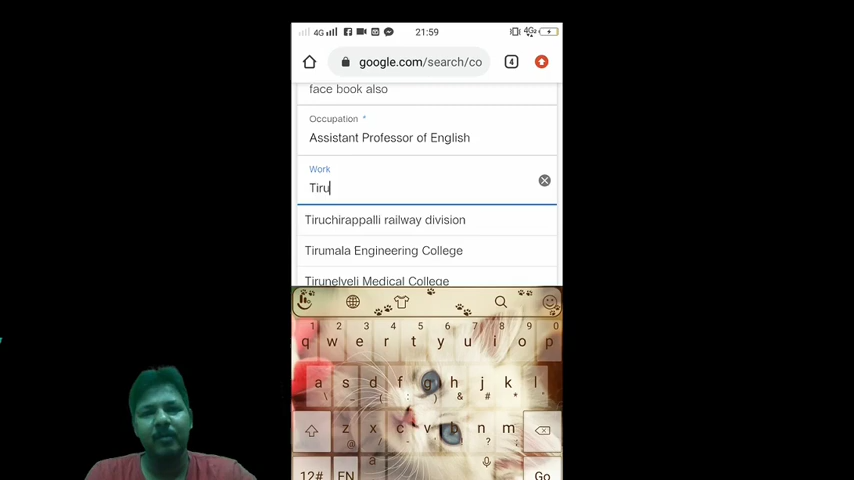 4G 21:59 4G
google.com/search/co 4
face book also
Occupation *
Assistant Professor of English
Work
Tiru
Tiruchirappalli railway division
Tirumala Engineering College
Tirunelveli Medical College
1 2 3 4 5 6 7 8 9 0
q w e r t y u i o p
a s d f g h j k l
\ _ ( : ) & # * '
z x c v b n m
@ / - ! ? ,
12# EN a Go